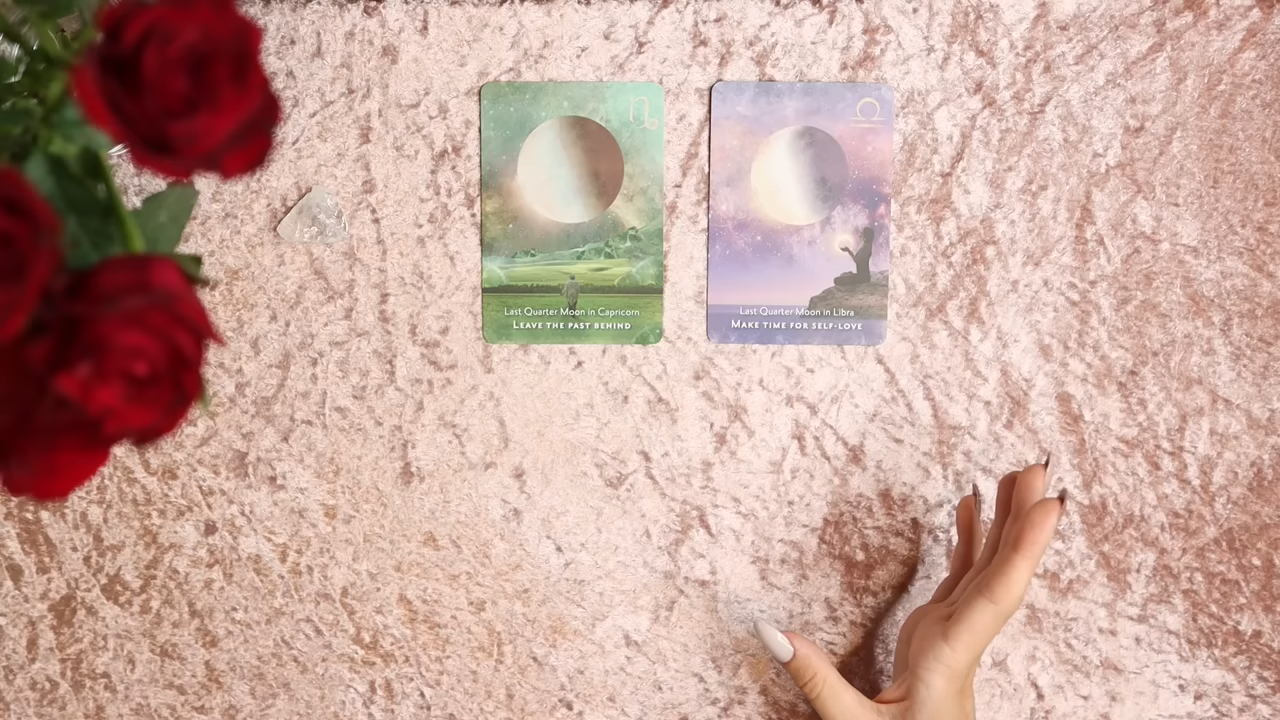 Last Quarter Moon in Capricorn
LEAVE THE PAST BEHIND
Last Quarter Moon in Libra
MAKE TIME FOR SELF-LOVE